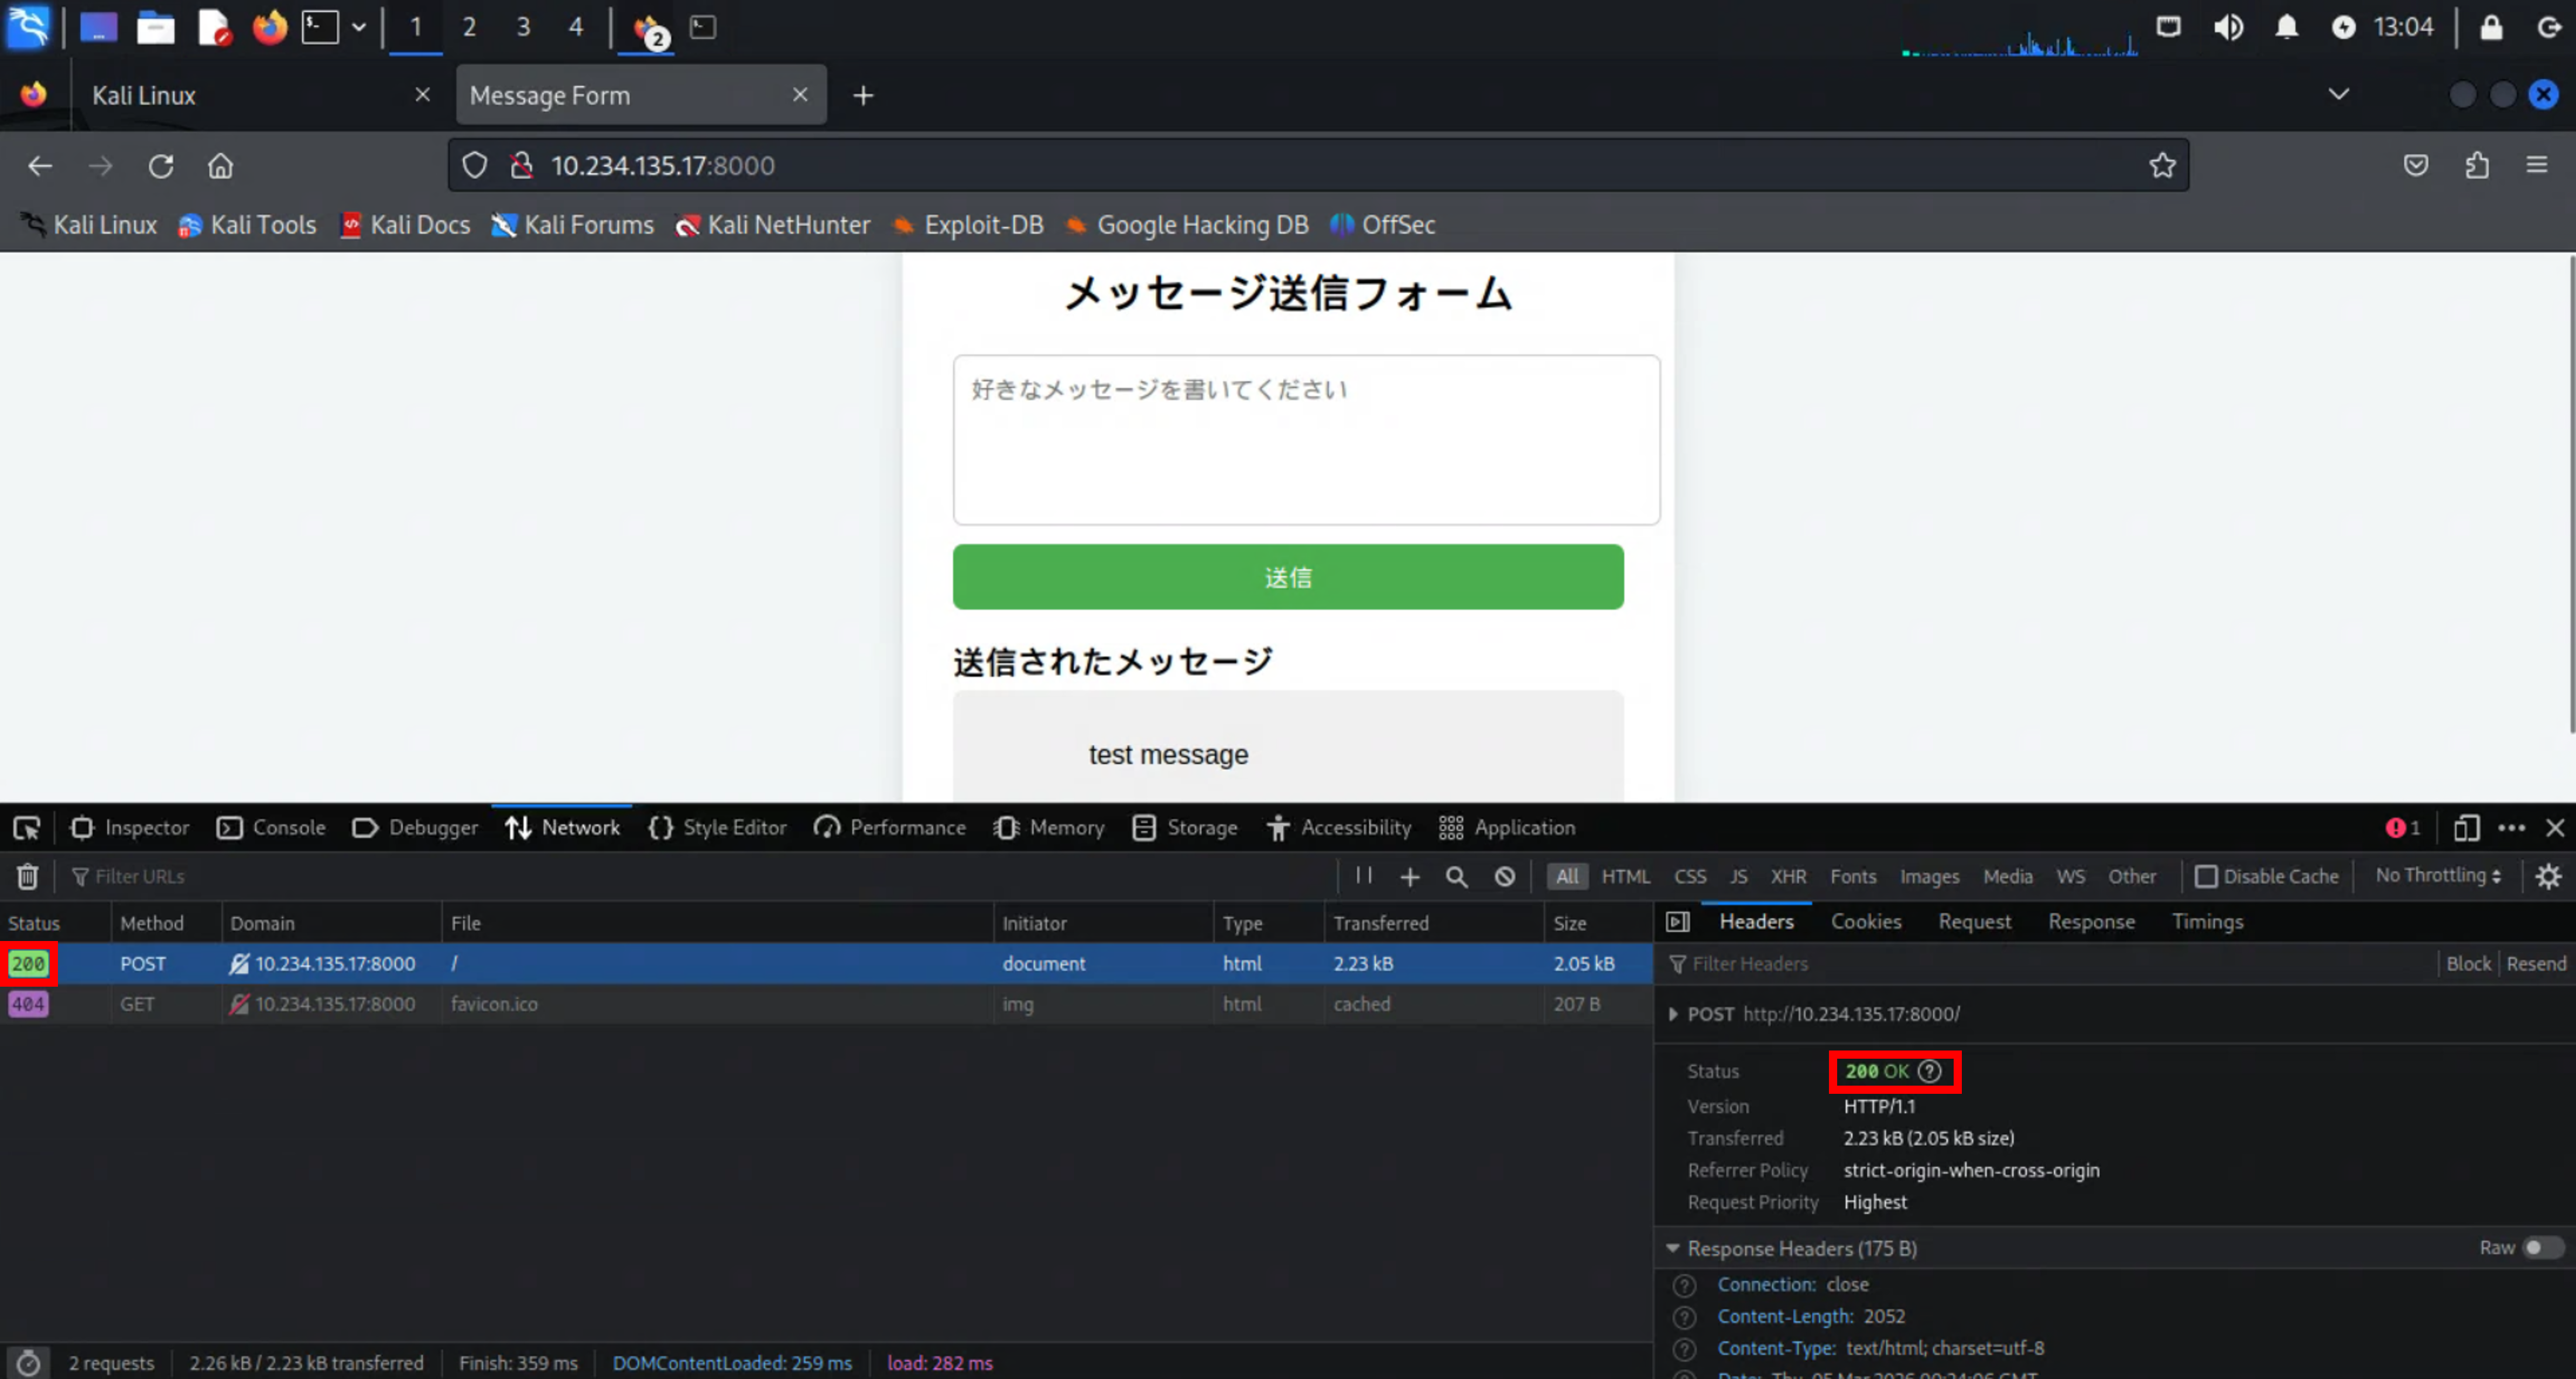 1 2 3 4 2 13:04
Kali Linux Message Form
10.234.135.17:8000
Kali Linux Kali Tools Kali Docs Kali Forums Kali NetHunter Exploit-DB Google Hacking DB OffSec
メッセージ送信フォーム
好きなメッセージを書いてください
送信
送信されたメッセージ
test message
Inspector Console Debugger Network Style Editor Performance Memory Storage Accessibility Application 1
Filter URLs All HTML CSS JS XHR Fonts Images Media WS Other Disable Cache No Throttling
Status Method Domain File Initiator Type Transferred Size
200 POST 10.234.135.17:8000 / document html 2.23 kB 2.05 kB
404 GET 10.234.135.17:8000 favicon.ico img html cached 207 B
Headers Cookies Request Response Timings
Filter Headers Block Resend
POST http://10.234.135.17:8000/
Status 200 OK
Version HTTP/1.1
Transferred 2.23 kB (2.05 kB size)
Referrer Policy strict-origin-when-cross-origin
Request Priority Highest
Response Headers (175 B) Raw
Connection: close
Content-Length: 2052
Content-Type: text/html; charset=utf-8
2 requests 2.26 kB / 2.23 kB transferred Finish: 359 ms DOMContentLoaded: 259 ms load: 282 ms